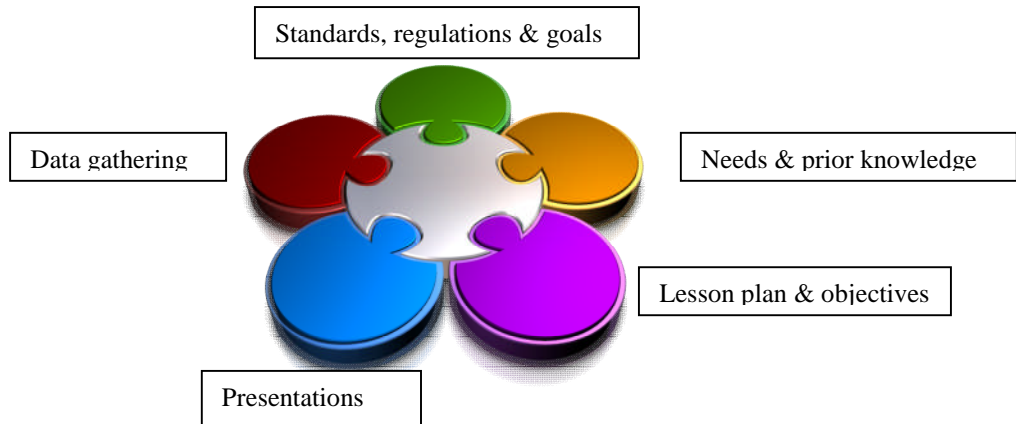 Standards, regulations & goals
Data gathering
Needs & prior knowledge
Lesson plan & objectives
Presentations